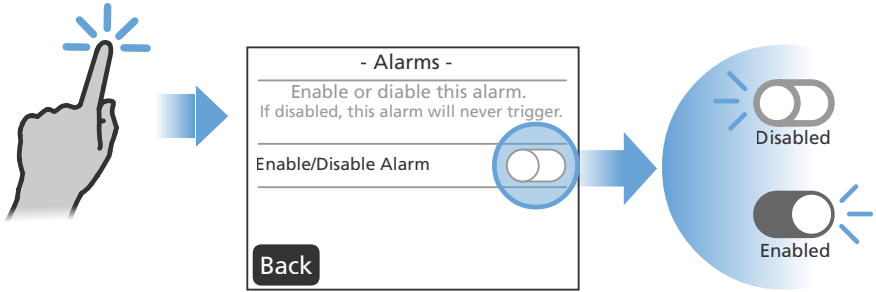 - Alarms -
Enable or diable this alarm.
If disabled, this alarm will never trigger.
Enable/Disable Alarm
Back
Disabled
Enabled